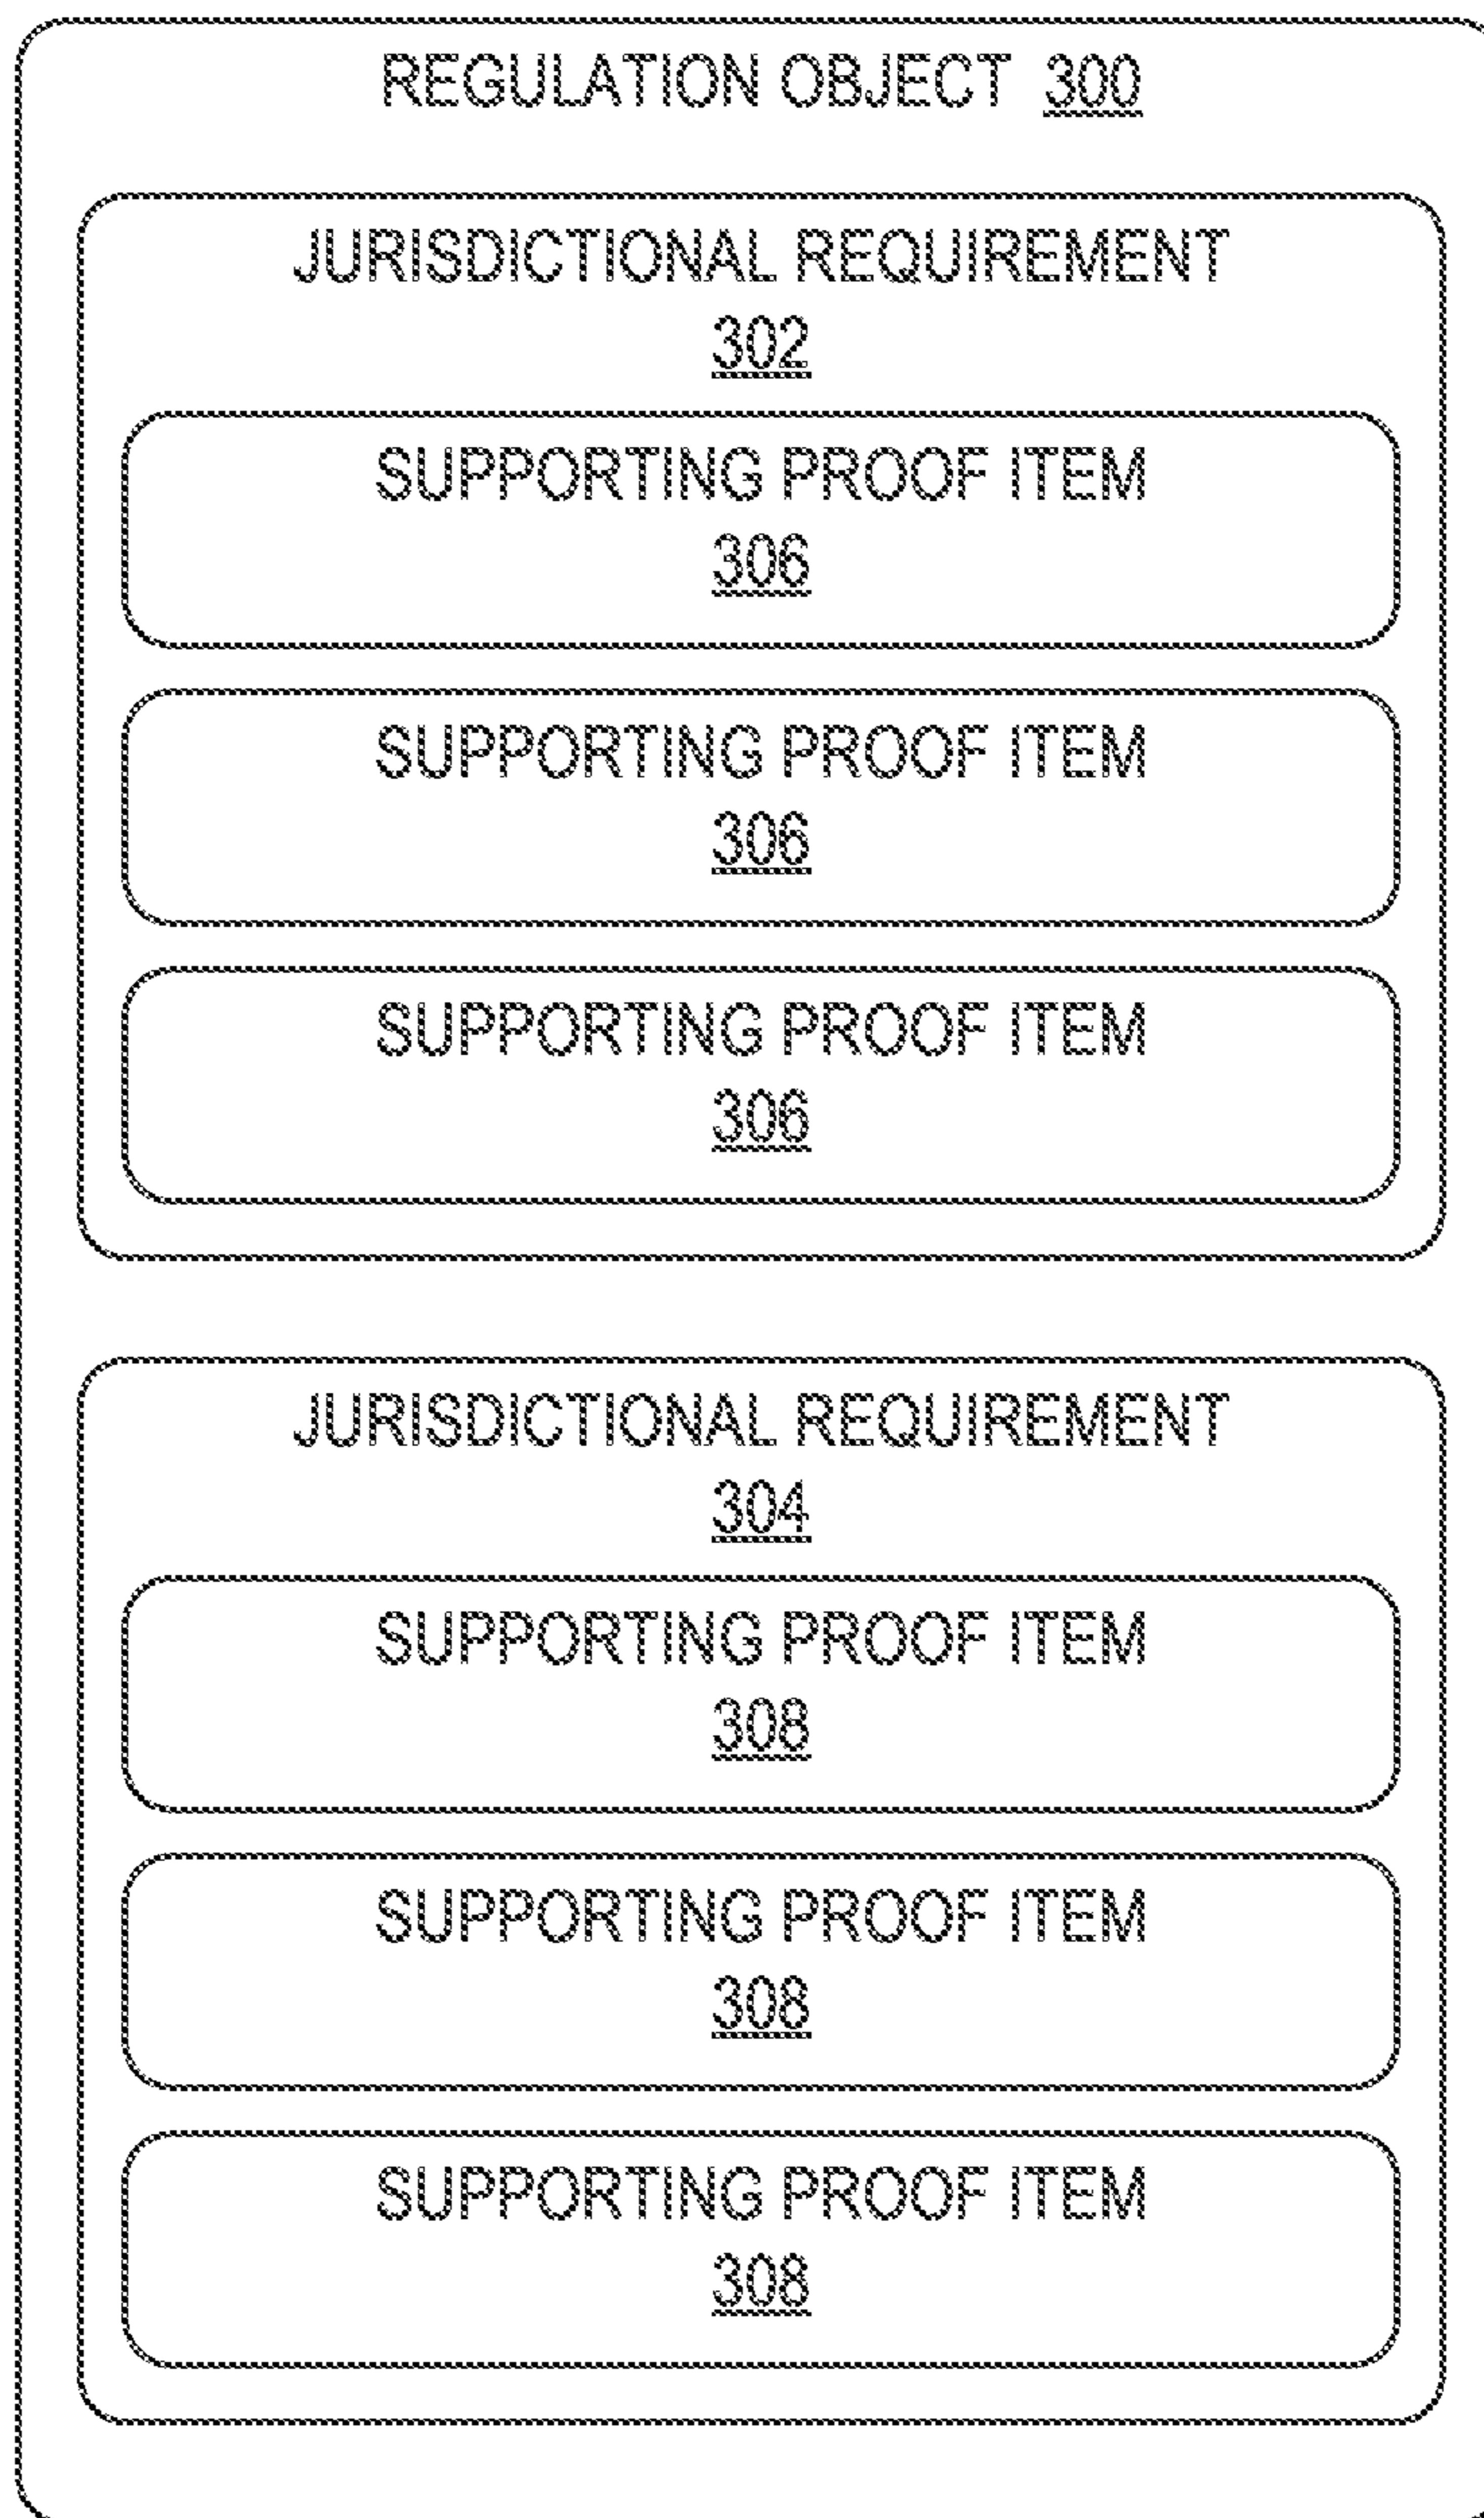 REGULATION OBJECT 300
JURISDICTIONAL REQUIREMENT
302
SUPPORTING PROOF ITEM
306
SUPPORTING PROOF ITEM
306
SUPPORTING PROOF ITEM
306
JURISDICTIONAL REQUIREMENT
304
SUPPORTING PROOF ITEM
308
SUPPORTING PROOF ITEM
308
SUPPORTING PROOF ITEM
308